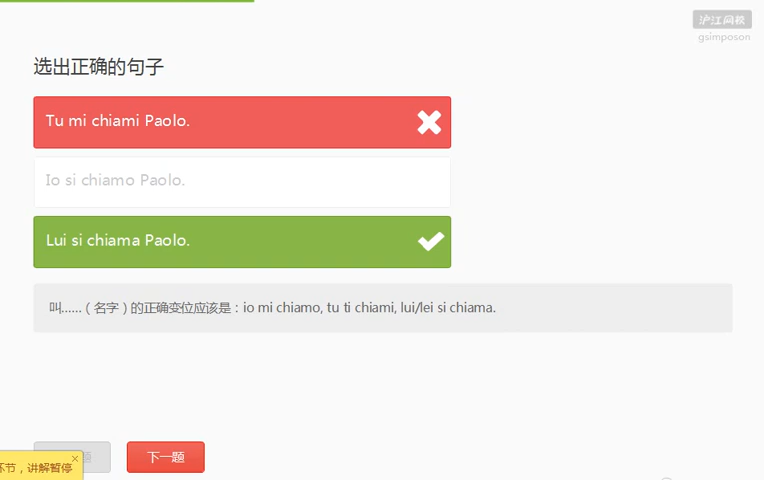 沪江网校
gsimposon
选出正确的句子
Tu mi chiami Paolo.
Io si chiamo Paolo.
Lui si chiama Paolo.
叫......（名字）的正确变位应该是：io mi chiamo, tu ti chiami, lui/lei si chiama.
题
下一题
环节，讲解暂停